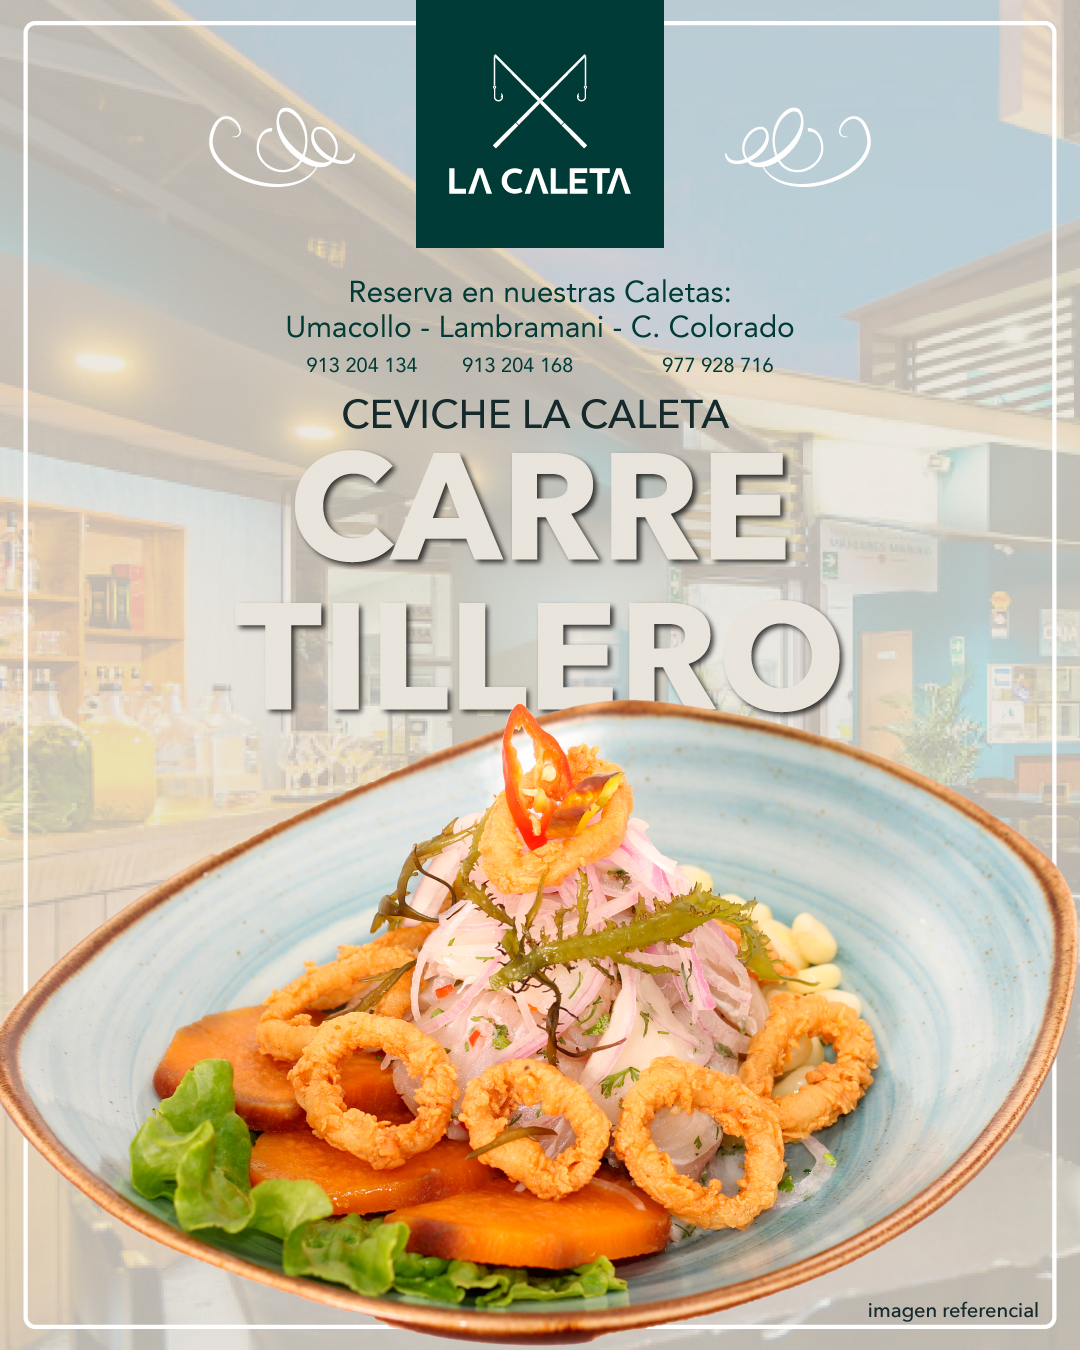 LA CALETA
Reserva en nuestras Caletas:
Umacollo - Lambramani - C. Colorado
913 204 134 913 204 168 977 928 716
CEVICHE LA CALETA
CARRE
TILLERO
imagen referencial